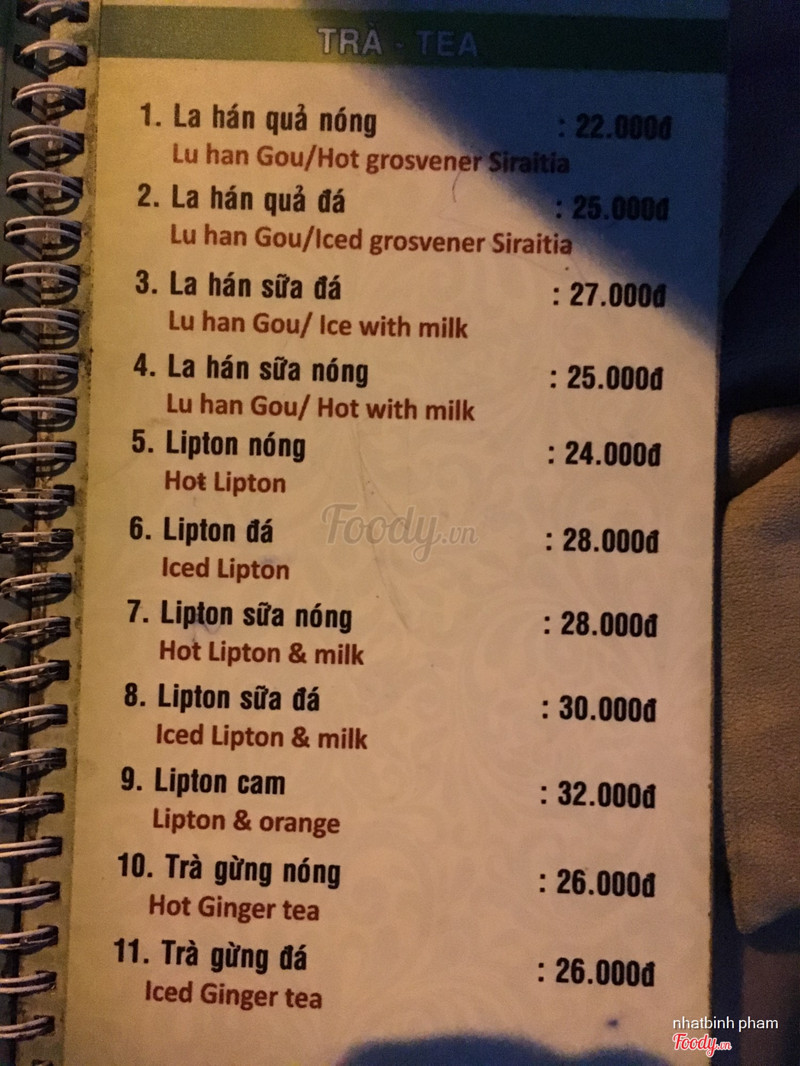 TRÀ - TEA
1. La hán quả nóng : 22.000đ
Lu han Gou/Hot grosvener Siraitia
2. La hán quả đá : 25.000đ
Lu han Gou/Iced grosvener Siraitia
3. La hán sữa đá : 27.000đ
Lu han Gou/ Ice with milk
4. La hán sữa nóng : 25.000đ
Lu han Gou/ Hot with milk
5. Lipton nóng : 24.000đ
Hot Lipton
6. Lipton đá : 28.000đ
Iced Lipton
7. Lipton sữa nóng : 28.000đ
Hot Lipton & milk
8. Lipton sữa đá : 30.000đ
Iced Lipton & milk
9. Lipton cam : 32.000đ
Lipton & orange
10. Trà gừng nóng : 26.000đ
Hot Ginger tea
11. Trà gừng đá : 26.000đ
Iced Ginger tea
Foody.vn
nhatbinh pham
Foody.vn